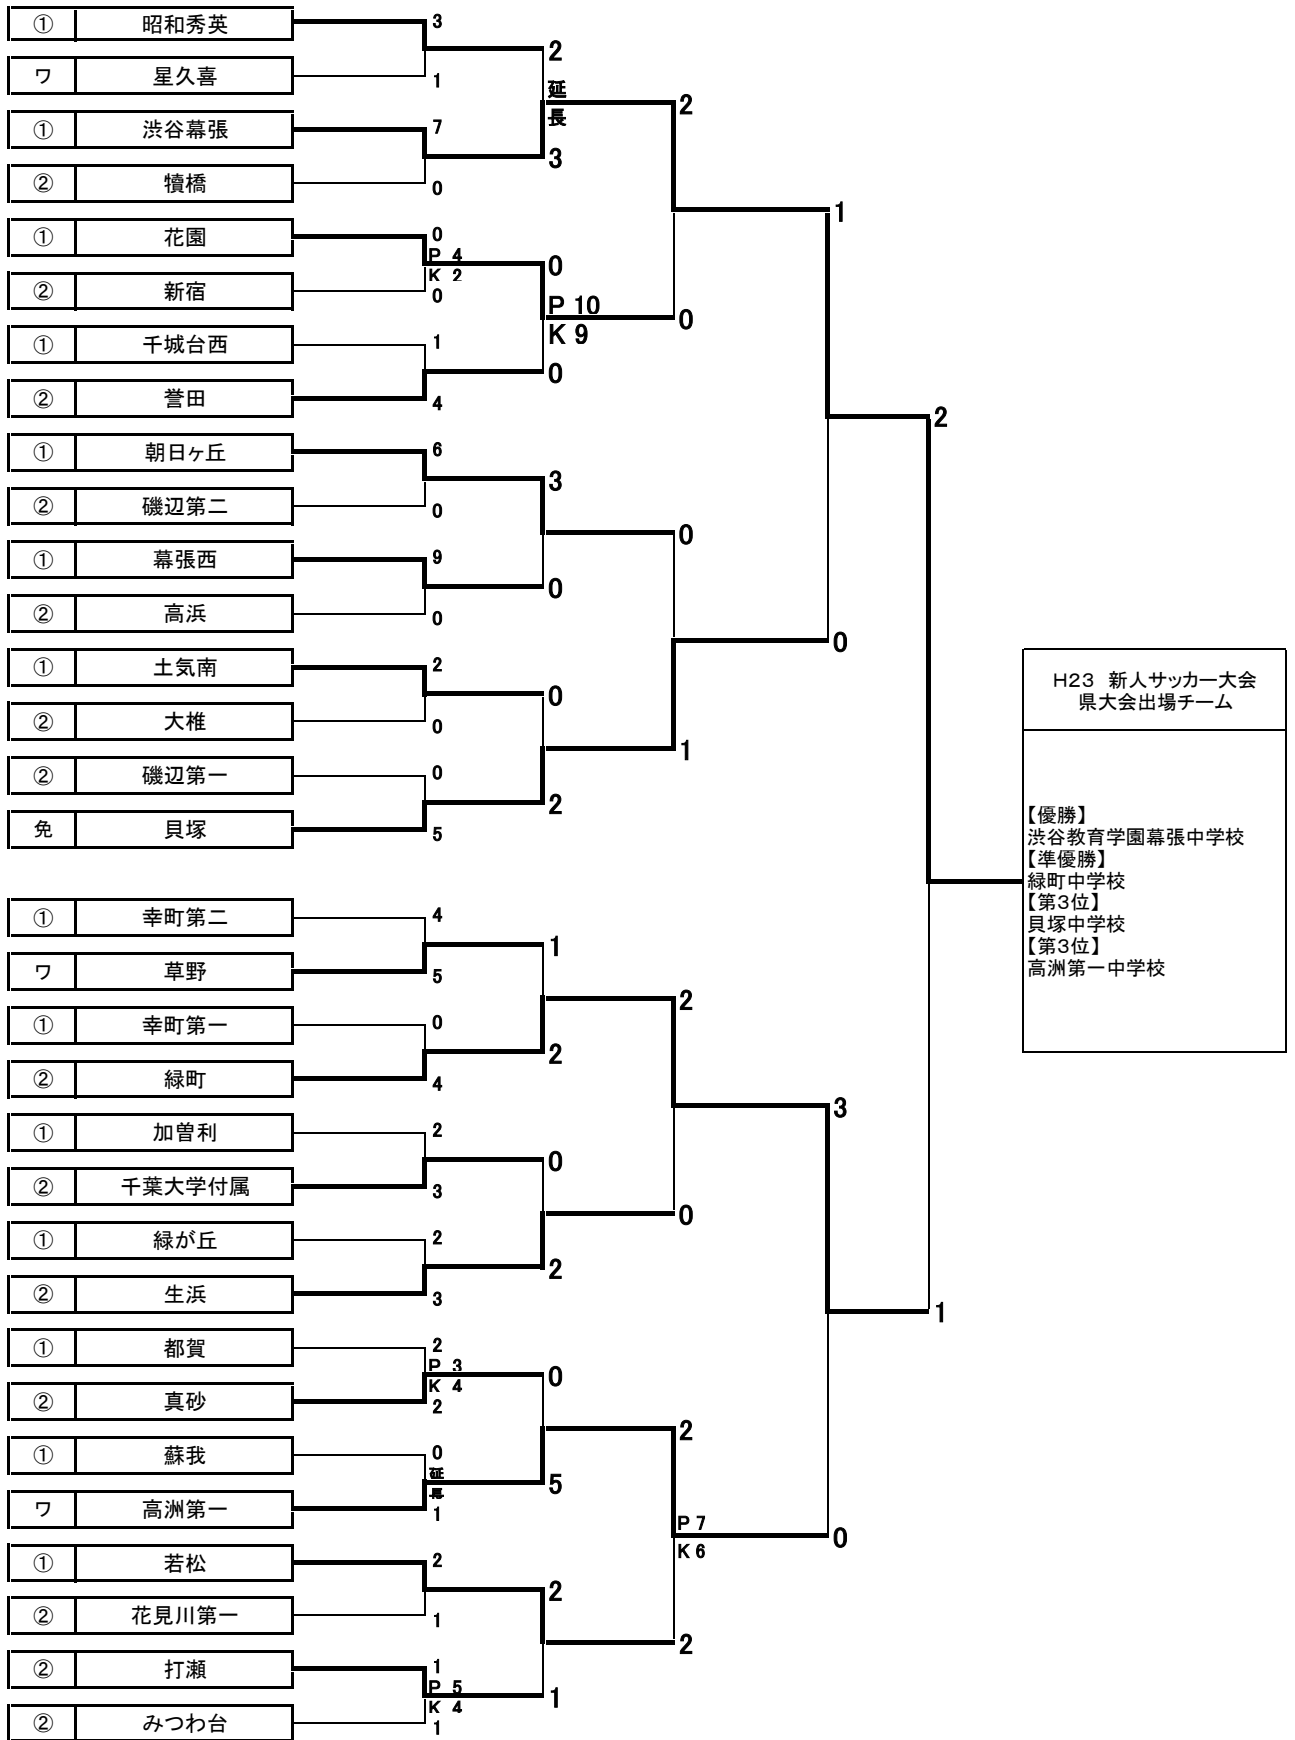 ① 昭和秀英 3
2
ワ 星久喜 1
延
長
2
① 渋谷幕張 7
3
② 犢橋 0
1
① 花園 0
P 4
K 2
0
② 新宿 0
P 10
K 9
0
① 千城台西 1
0
② 誉田 4
2
① 朝日ヶ丘 6
3
② 磯辺第二 0
0
① 幕張西 9
0
② 高浜 0
0
① 土気南 2
0
② 大椎 0
1
② 磯辺第一 0
2
免 貝塚 5
H23 新人サッカー大会
県大会出場チーム
【優勝】
渋谷教育学園幕張中学校
【準優勝】
緑町中学校
【第3位】
貝塚中学校
【第3位】
高洲第一中学校
① 幸町第二 4
1
ワ 草野 5
2
① 幸町第一 0
2
② 緑町 4
3
① 加曽利 2
0
② 千葉大学付属 3
0
① 緑が丘 2
2
② 生浜 3
1
① 都賀 2
P 3
K 4
0
② 真砂 2
2
① 蘇我 0
延
長
5
ワ 高洲第一 1
P 7
K 6
0
① 若松 2
2
② 花見川第一 1
2
② 打瀬 1
P 5
K 4
1
② みつわ台 1